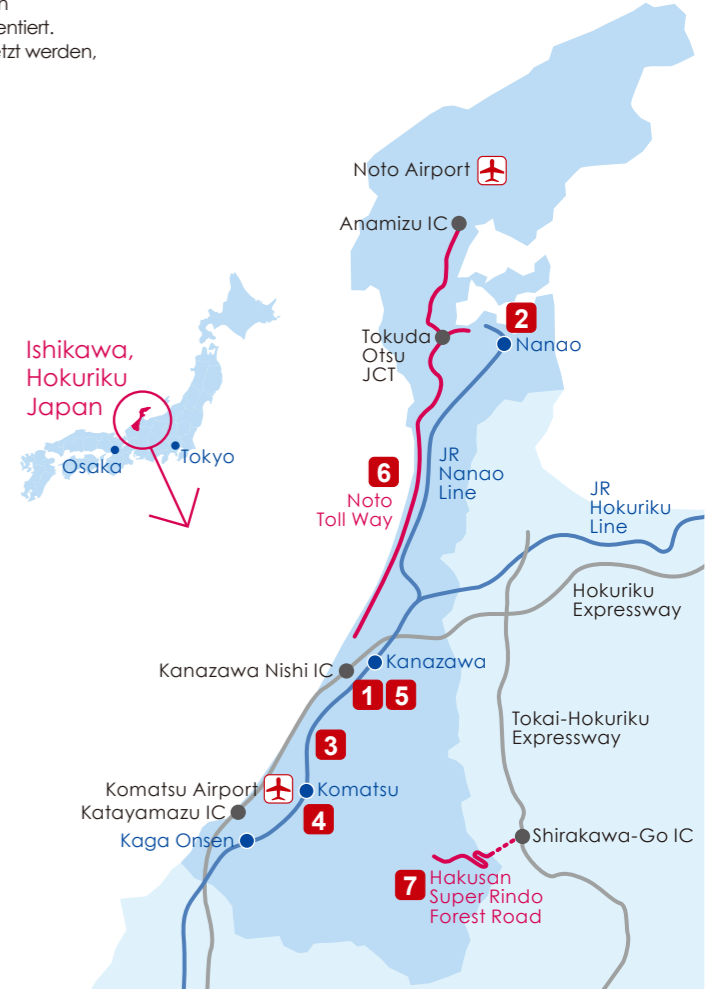 n
entiert.
tzt werden,
Noto Airport
Anamizu IC
2
Tokuda
Otsu
JCT
Nanao
Ishikawa,
Hokuriku
Japan
Osaka
Tokyo
6
Noto
Toll Way
JR
Nanao
Line
JR
Hokuriku
Line
Hokuriku
Expressway
Kanazawa Nishi IC
Kanazawa
1 5
Tokai-Hokuriku
Expressway
3
Komatsu Airport
Komatsu
Katayamazu IC
4
Kaga Onsen
Shirakawa-Go IC
7
Hakusan
Super Rindo
Forest Road